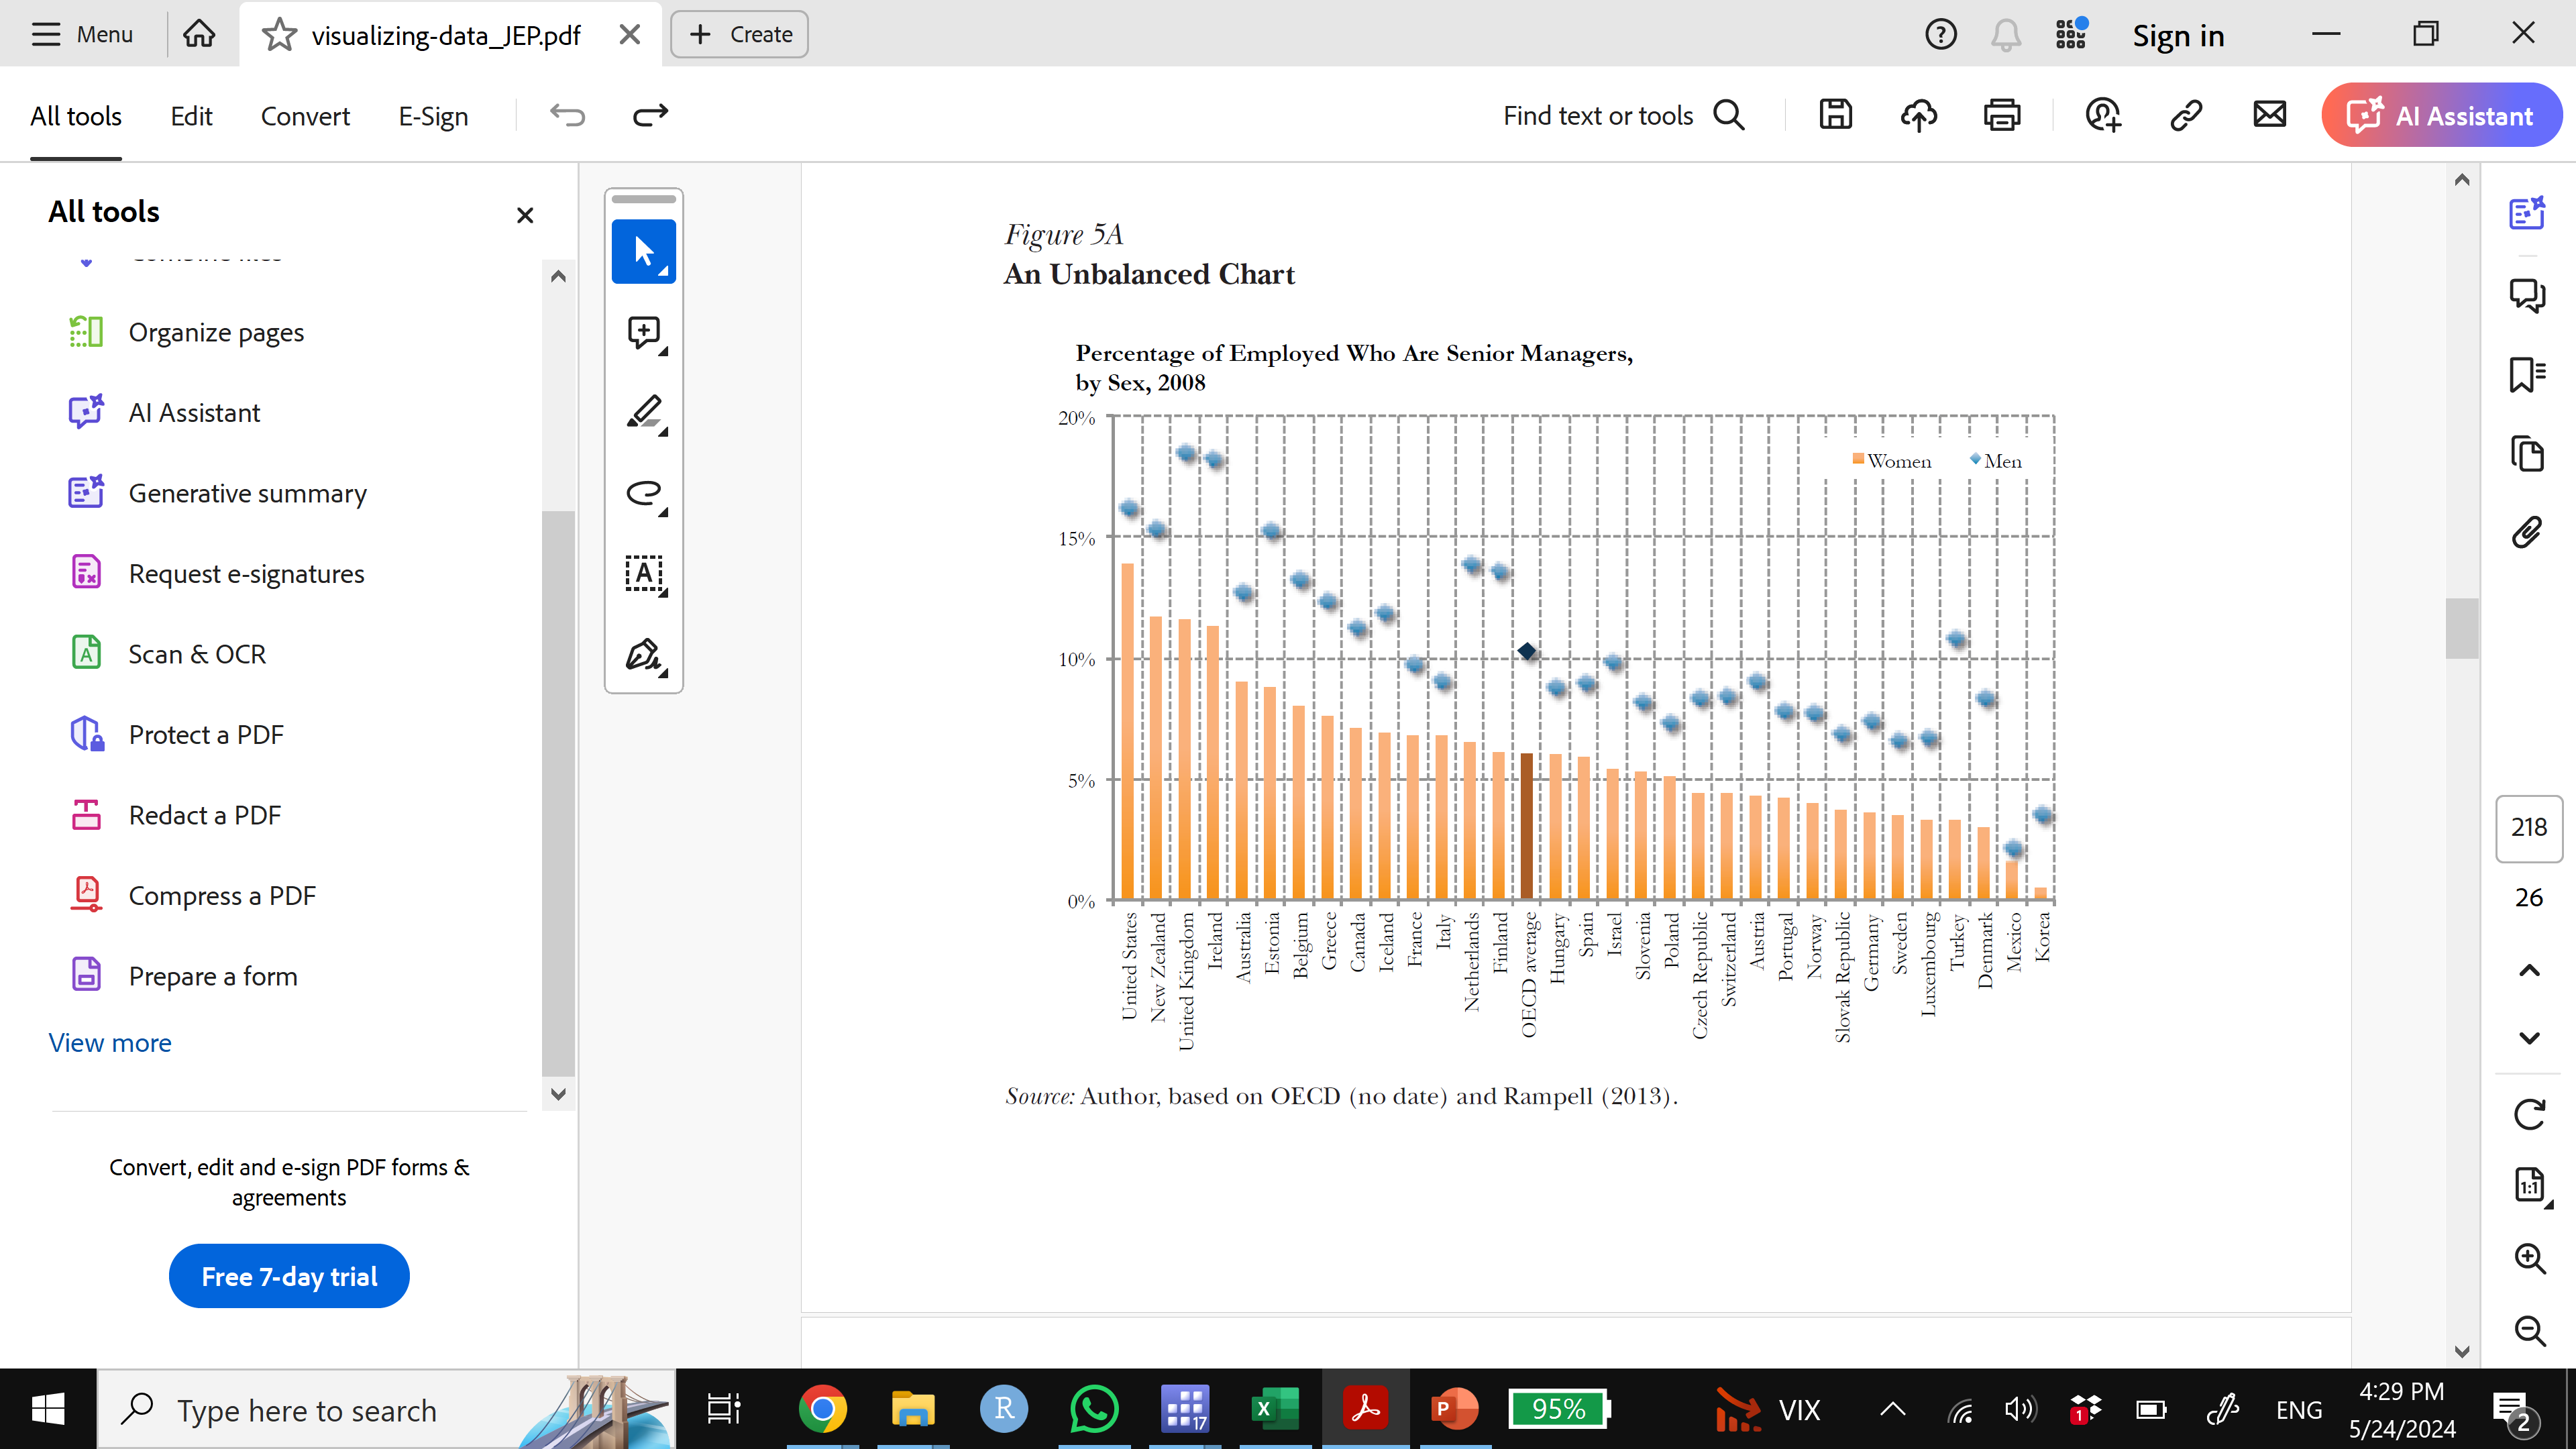 Menu
visualizing-data_JEP.pdf
Create
Sign in
All tools
Edit
Convert
E-Sign
Find text or tools
AI Assistant
All tools
Organize pages
AI Assistant
Generative summary
Request e-signatures
Scan & OCR
Protect a PDF
Redact a PDF
Compress a PDF
Prepare a form
View more
Convert, edit and e-sign PDF forms &
agreements
Free 7-day trial
Figure 5A
An Unbalanced Chart
Percentage of Employed Who Are Senior Managers,
by Sex, 2008
20%
15%
10%
5%
0%
Women
Men
United States
New Zealand
United Kingdom
Ireland
Australia
Estonia
Belgium
Greece
Canada
Iceland
France
Italy
Netherlands
Finland
OECD average
Hungary
Spain
Israel
Slovenia
Poland
Czech Republic
Switzerland
Austria
Portugal
Norway
Slovak Republic
Germany
Sweden
Luxembourg
Turkey
Denmark
Mexico
Korea
Source: Author, based on OECD (no date) and Rampell (2013).
218
26
1:1
Type here to search
R
17
X
P
95%
VIX
1
ENG
4:29 PM
5/24/2024
2